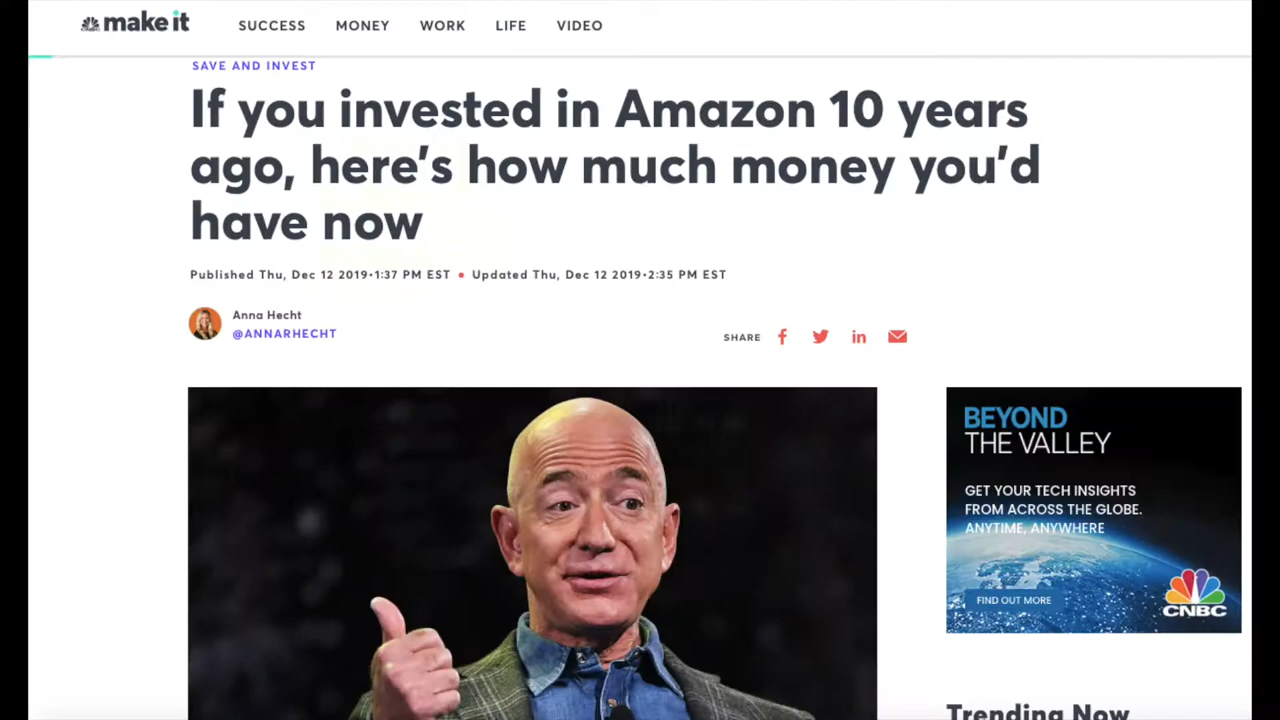 make it SUCCESS MONEY WORK LIFE VIDEO
SAVE AND INVEST
If you invested in Amazon 10 years
ago, here’s how much money you’d
have now
Published Thu, Dec 12 2019•1:37 PM EST • Updated Thu, Dec 12 2019•2:35 PM EST
Anna Hecht
@ANNARHECHT
SHARE
BEYOND
THE VALLEY
GET YOUR TECH INSIGHTS
FROM ACROSS THE GLOBE.
ANYTIME, ANYWHERE
FIND OUT MORE
CNBC
Trending Now